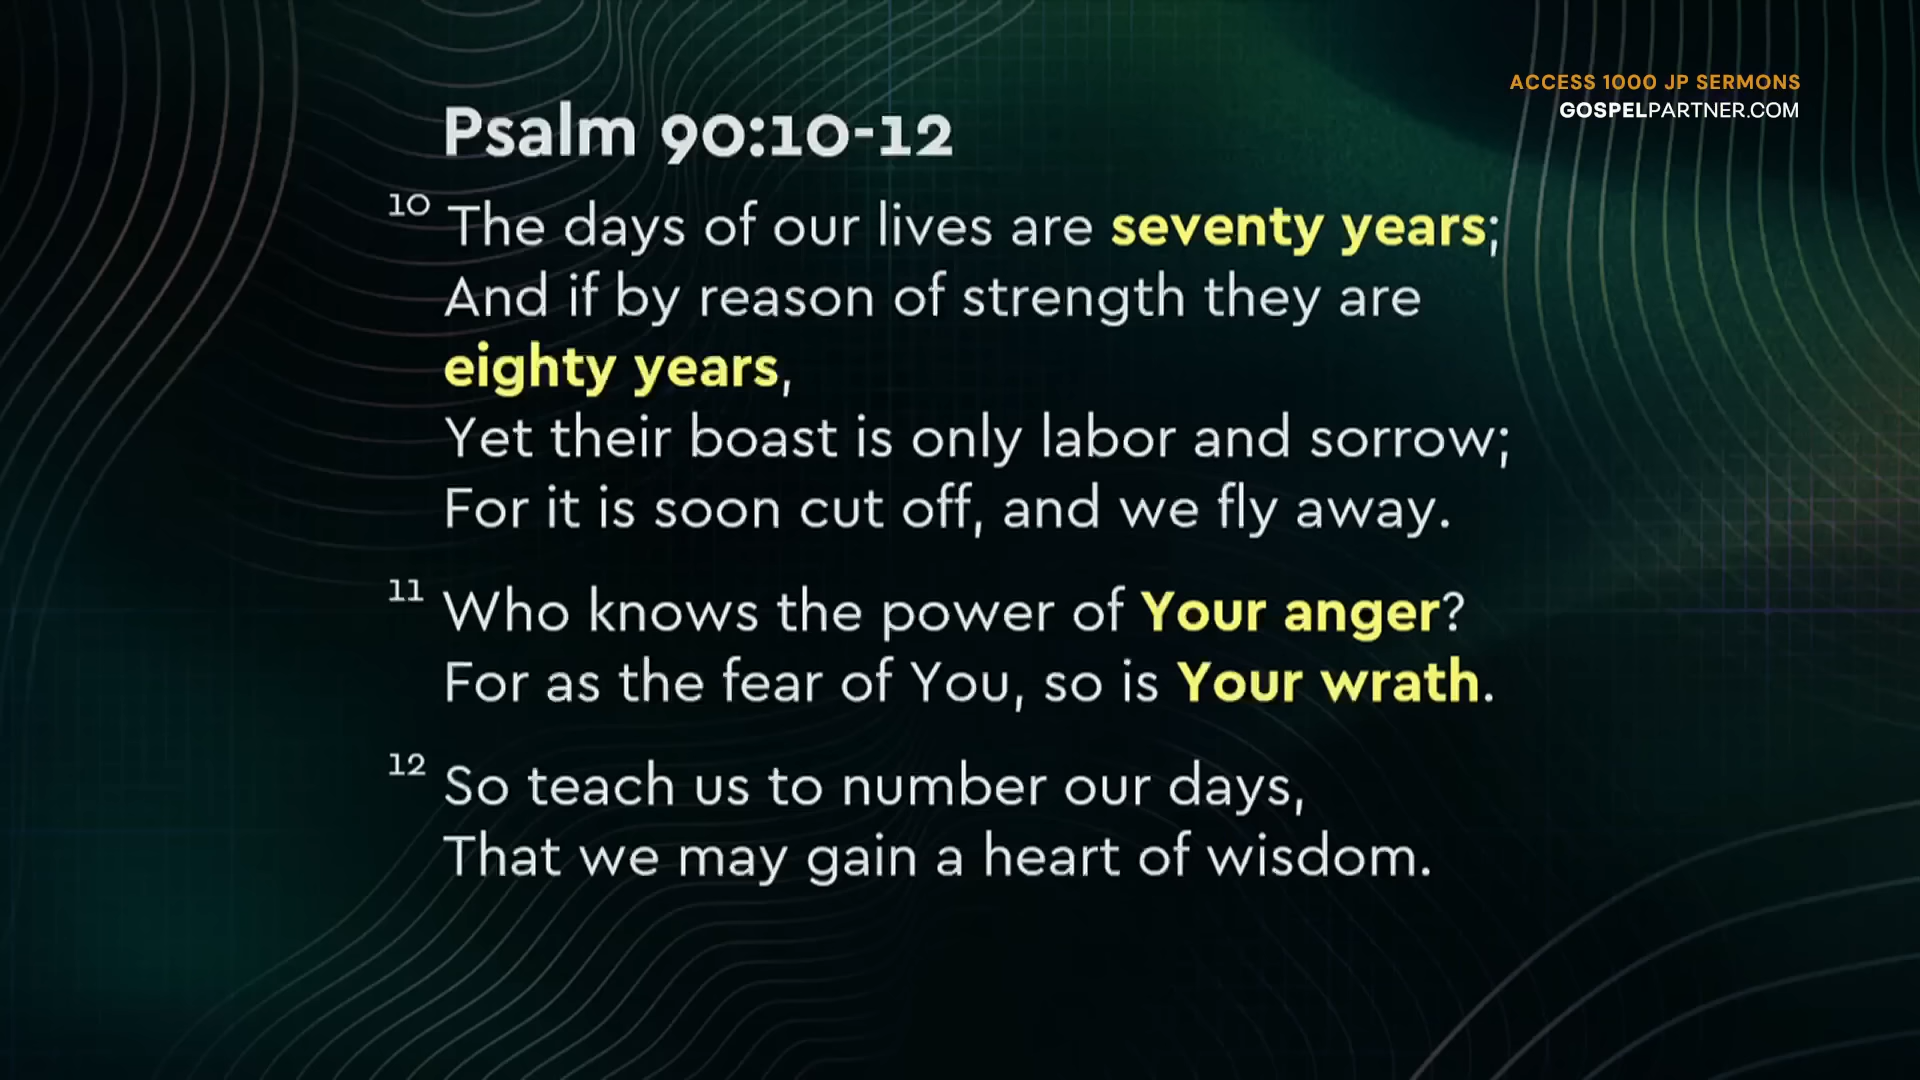 ACCESS 1000 JP SERMONS
GOSPELPARTNER.COM
Psalm 90:10-12
10 The days of our lives are seventy years;
And if by reason of strength they are
eighty years,
Yet their boast is only labor and sorrow;
For it is soon cut off, and we fly away.
11 Who knows the power of Your anger?
For as the fear of You, so is Your wrath.
12 So teach us to number our days,
That we may gain a heart of wisdom.